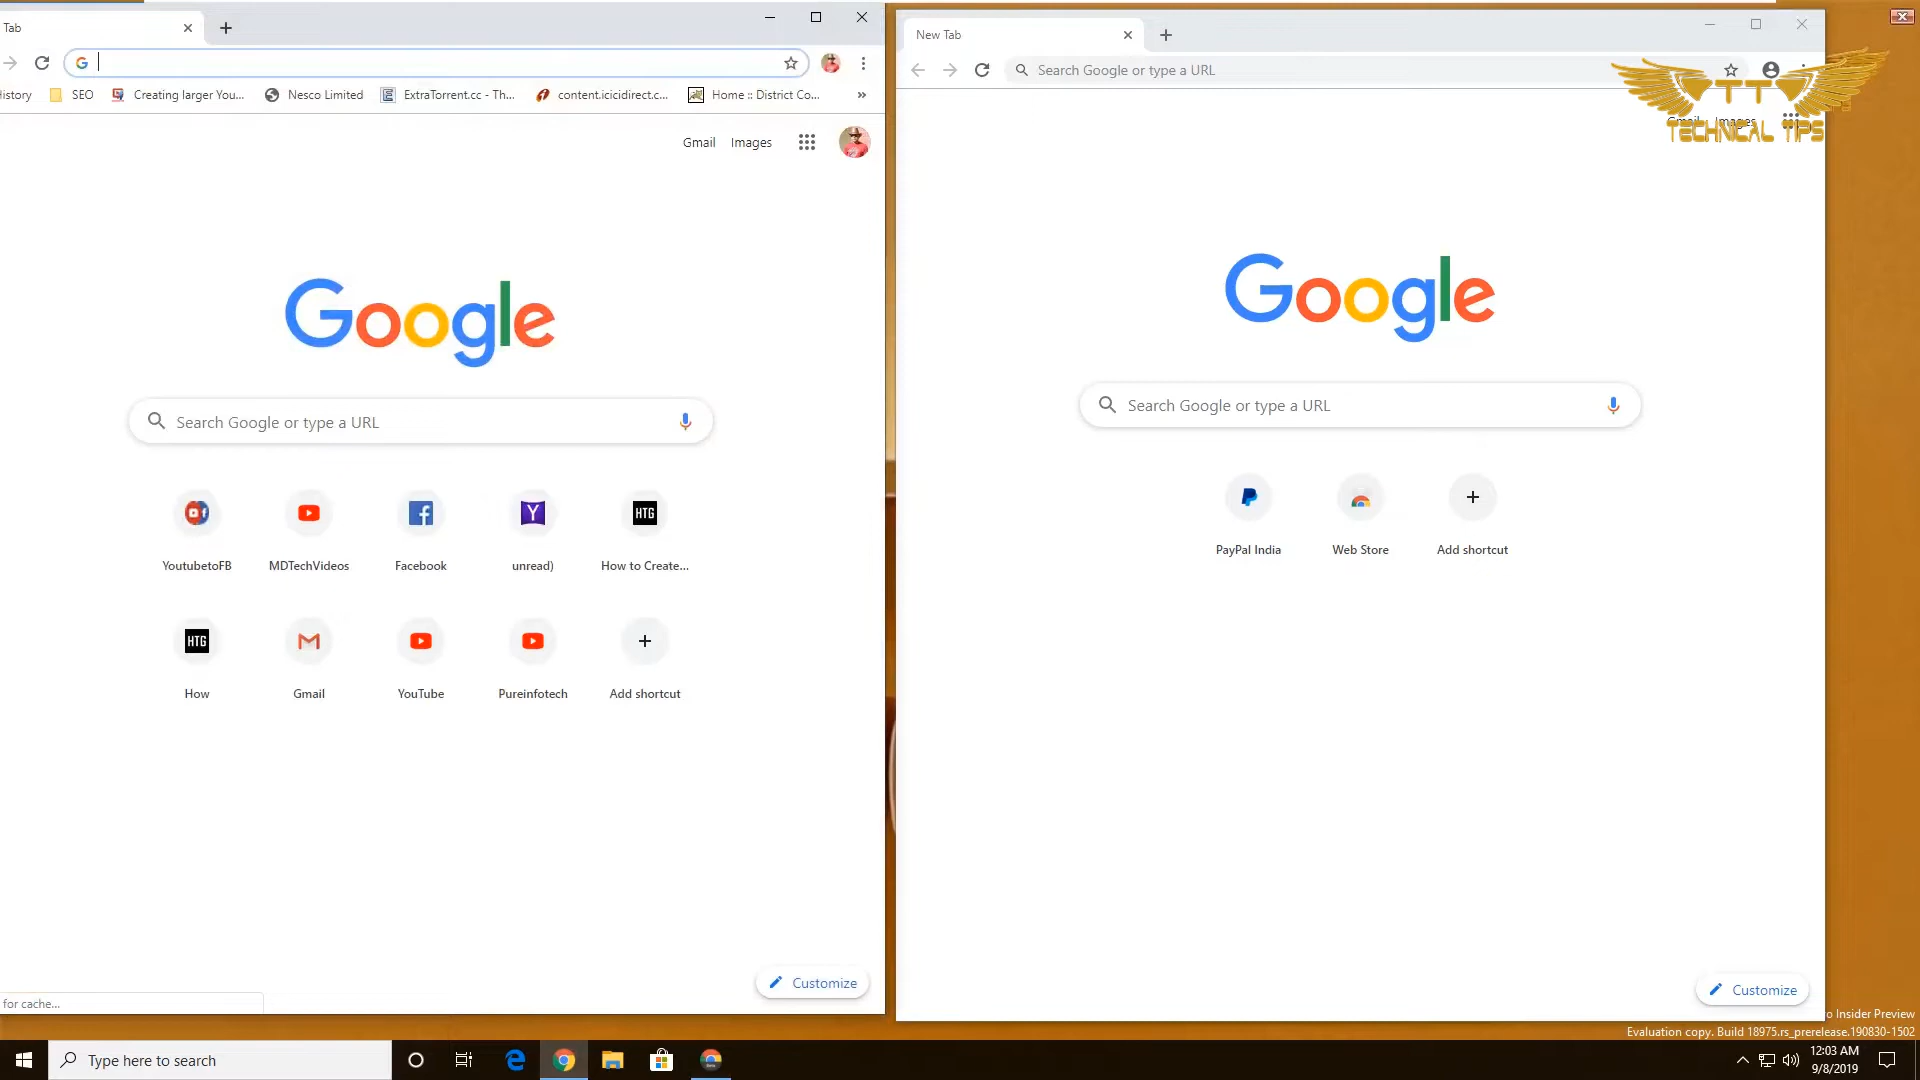 Tab
istory
SEO
Creating larger You...
Nesco Limited
ExtraTorrent.cc - Th...
content.icicidirect.c...
Home :: District Co...
»
Gmail
Images
Google
Search Google or type a URL
YoutubetoFB
MDTechVideos
Facebook
unread)
How to Create...
HTG
HTG
How
Gmail
YouTube
Pureinfotech
Add shortcut
Customize
for cache...
New Tab
Search Google or type a URL
Gmail
Images
TT
TECHNICAL TIPS
Google
Search Google or type a URL
PayPal India
Web Store
Add shortcut
Customize
o Insider Preview
Evaluation copy. Build 18975.rs_prerelease.190830-1502
Type here to search
12:03 AM
9/8/2019